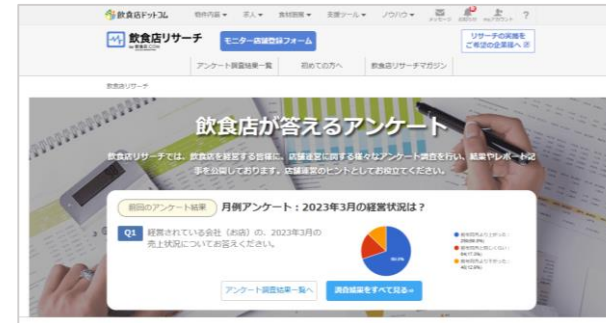 飲食店ドットコム 物件内装 求人 食材仕入 支援ツール ノウハウ ?
飲食店リサーチ モニター店舗登録フォーム
リサーチの実施を
ご希望の企業様へ
アンケート調査結果一覧 初めての方へ 飲食店リサーチマガジン
飲食店リサーチ
飲食店が答えるアンケート
飲食店リサーチでは、飲食店を経営する皆様に、店舗運営に関する様々なアンケート調査を行い、結果やレポート記
事を公開しております。店舗運営のヒントとしてお役立てください。
前回のアンケート結果 月例アンケート：2023年3月の経営状況は？
Q1 経営されている会社（お店）の、2023年3月の
売上状況についてお答えください。
アンケート調査結果一覧へ 調査結果をすべて見る